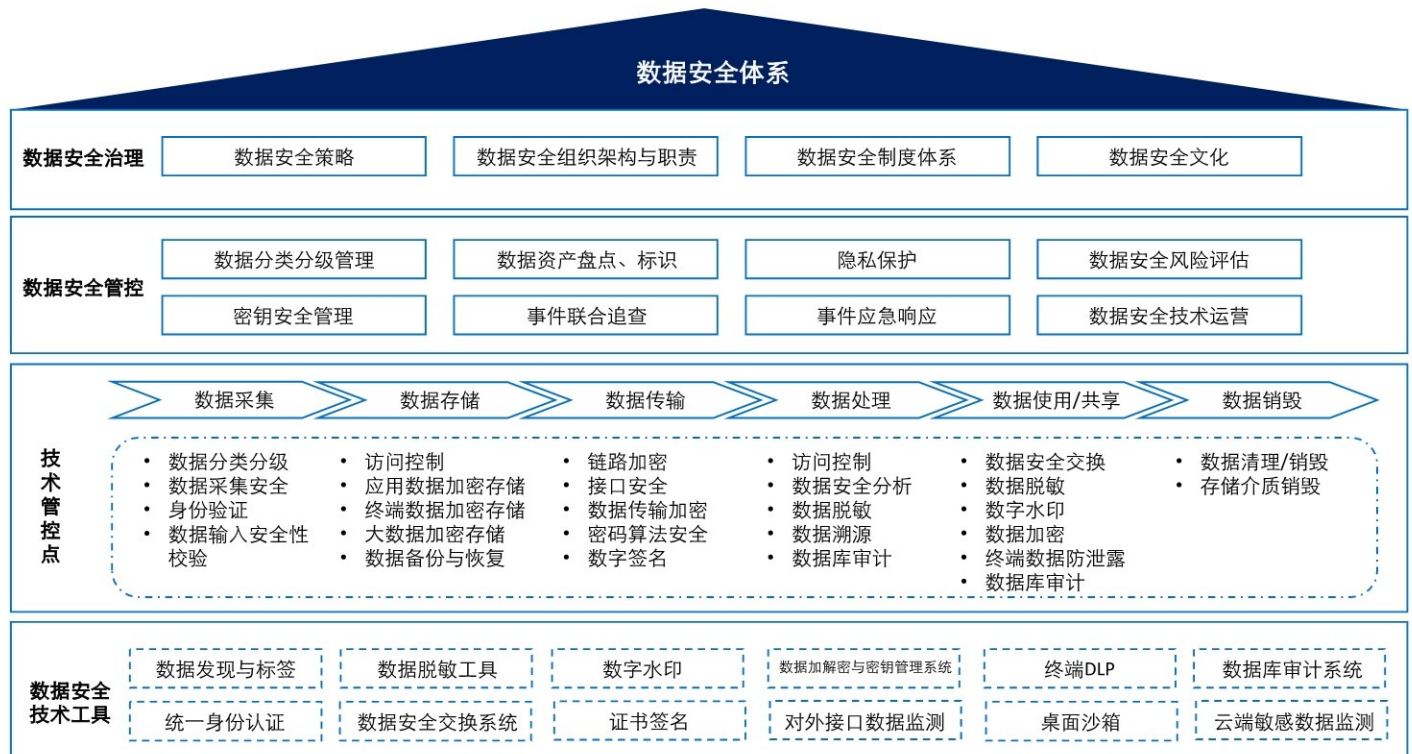 数据安全体系
数据安全治理
数据安全策略
数据安全组织架构与职责
数据安全制度体系
数据安全文化
数据安全管控
数据分类分级管理
数据资产盘点、标识
隐私保护
数据安全风险评估
密钥安全管理
事件联合追查
事件应急响应
数据安全技术运营
技术管控点
数据采集
数据存储
数据传输
数据处理
数据使用/共享
数据销毁
• 数据分类分级
• 数据采集安全
• 身份验证
• 数据输入安全性
校验
• 访问控制
• 应用数据加密存储
• 终端数据加密存储
• 大数据加密存储
• 数据备份与恢复
• 链路加密
• 接口安全
• 数据传输加密
• 密码算法安全
• 数字签名
• 访问控制
• 数据安全分析
• 数据脱敏
• 数据溯源
• 数据库审计
• 数据安全交换
• 数据脱敏
• 数字水印
• 数据加密
• 终端数据防泄露
• 数据库审计
• 数据清理/销毁
• 存储介质销毁
数据安全
技术工具
数据发现与标签
数据脱敏工具
数字水印
数据加解密与密钥管理系统
终端DLP
数据库审计系统
统一身份认证
数据安全交换系统
证书签名
对外接口数据监测
桌面沙箱
云端敏感数据监测